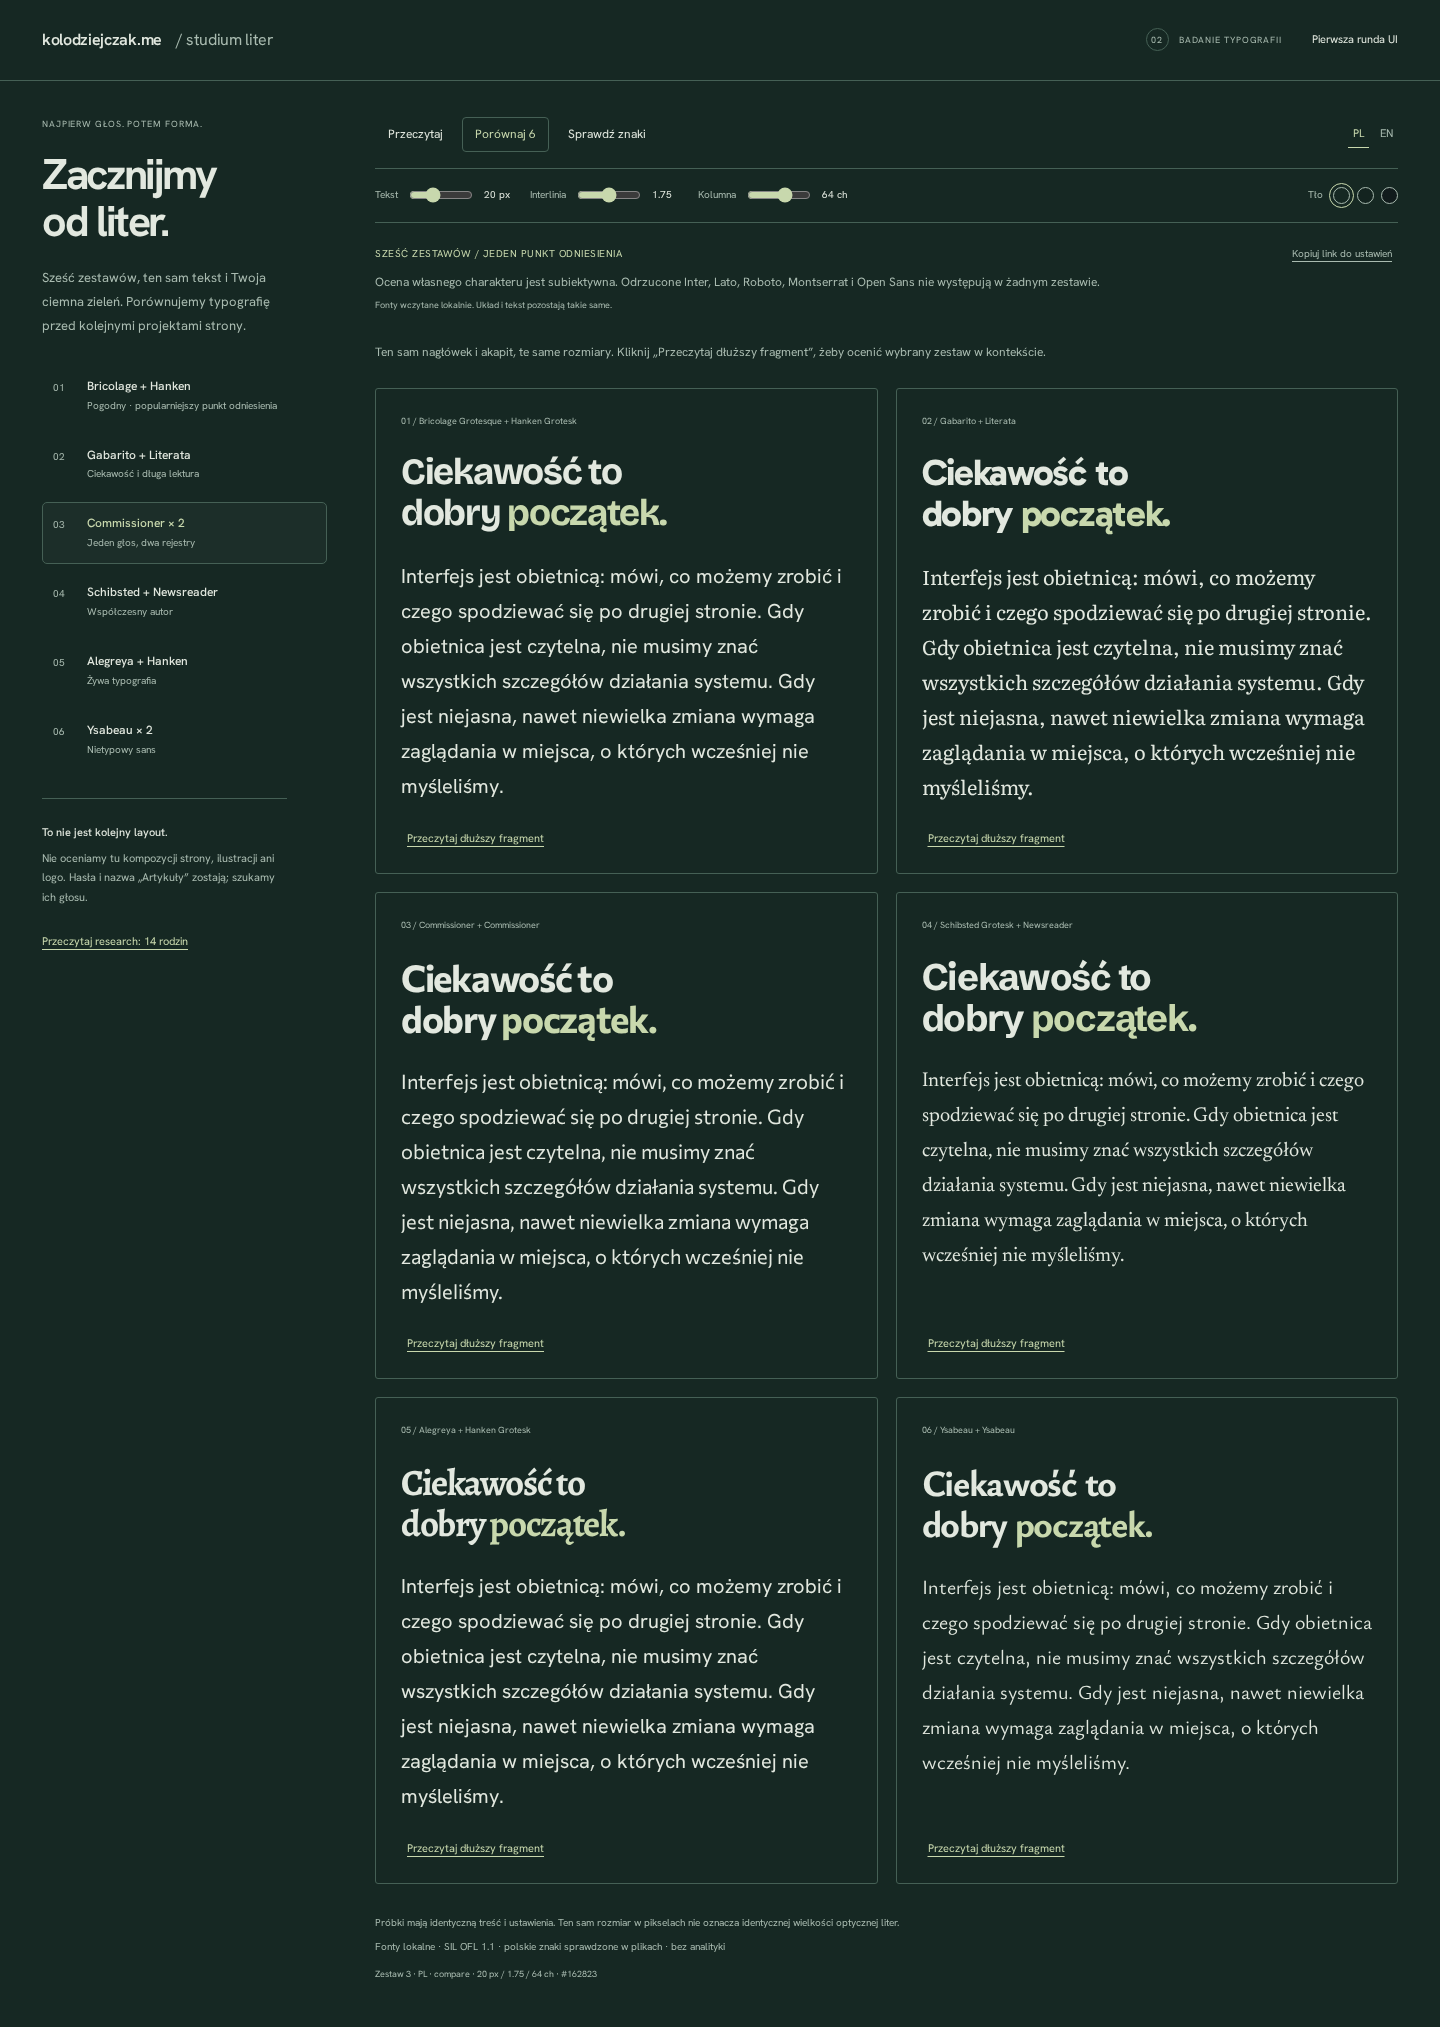 kolodziejczak.me / studium liter
02 BADANIE TYPOGRAFII Pierwsza runda UI
NAJPIERW GŁOS. POTEM FORMA.
Zacznijmy
od liter.
Sześć zestawów, ten sam tekst i Twoja
ciemna zieleń. Porównujemy typografię
przed kolejnymi projektami strony.
01 Bricolage + Hanken
Pogodny · popularniejszy punkt odniesienia
02 Gabarito + Literata
Ciekawość i długa lektura
03 Commissioner × 2
Jeden głos, dwa rejestry
04 Schibsted + Newsreader
Współczesny autor
05 Alegreya + Hanken
Żywa typografia
06 Ysabeau × 2
Nietypowy sans
To nie jest kolejny layout.
Nie oceniamy tu kompozycji strony, ilustracji ani
logo. Hasła i nazwa „Artykuły” zostają; szukamy
ich głosu.
Przeczytaj research: 14 rodzin
Przeczytaj Porównaj 6 Sprawdź znaki PL EN
Tekst 20 px Interlinia 1.75 Kolumna 64 ch Tło
SZEŚĆ ZESTAWÓW / JEDEN PUNKT ODNIESIENIA Kopiuj link do ustawień
Ocena własnego charakteru jest subiektywna. Odrzucone Inter, Lato, Roboto, Montserrat i Open Sans nie występują w żadnym zestawie.
Fonty wczytane lokalnie. Układ i tekst pozostają takie same.
Ten sam nagłówek i akapit, te same rozmiary. Kliknij „Przeczytaj dłuższy fragment”, żeby ocenić wybrany zestaw w kontekście.
01 / Bricolage Grotesque + Hanken Grotesk
Ciekawość to
dobry początek.
Interfejs jest obietnicą: mówi, co możemy zrobić i
czego spodziewać się po drugiej stronie. Gdy
obietnica jest czytelna, nie musimy znać
wszystkich szczegółów działania systemu. Gdy
jest niejasna, nawet niewielka zmiana wymaga
zaglądania w miejsca, o których wcześniej nie
myśleliśmy.
Przeczytaj dłuższy fragment
02 / Gabarito + Literata
Ciekawość to
dobry początek.
Interfejs jest obietnicą: mówi, co możemy
zrobić i czego spodziewać się po drugiej stronie.
Gdy obietnica jest czytelna, nie musimy znać
wszystkich szczegółów działania systemu. Gdy
jest niejasna, nawet niewielka zmiana wymaga
zaglądania w miejsca, o których wcześniej nie
myśleliśmy.
Przeczytaj dłuższy fragment
03 / Commissioner + Commissioner
Ciekawość to
dobry początek.
Interfejs jest obietnicą: mówi, co możemy zrobić i
czego spodziewać się po drugiej stronie. Gdy
obietnica jest czytelna, nie musimy znać
wszystkich szczegółów działania systemu. Gdy
jest niejasna, nawet niewielka zmiana wymaga
zaglądania w miejsca, o których wcześniej nie
myśleliśmy.
Przeczytaj dłuższy fragment
04 / Schibsted Grotesk + Newsreader
Ciekawość to
dobry początek.
Interfejs jest obietnicą: mówi, co możemy zrobić i czego
spodziewać się po drugiej stronie. Gdy obietnica jest
czytelna, nie musimy znać wszystkich szczegółów
działania systemu. Gdy jest niejasna, nawet niewielka
zmiana wymaga zaglądania w miejsca, o których
wcześniej nie myśleliśmy.
Przeczytaj dłuższy fragment
05 / Alegreya + Hanken Grotesk
Ciekawość to
dobry początek.
Interfejs jest obietnicą: mówi, co możemy zrobić i
czego spodziewać się po drugiej stronie. Gdy
obietnica jest czytelna, nie musimy znać
wszystkich szczegółów działania systemu. Gdy
jest niejasna, nawet niewielka zmiana wymaga
zaglądania w miejsca, o których wcześniej nie
myśleliśmy.
Przeczytaj dłuższy fragment
06 / Ysabeau + Ysabeau
Ciekawość to
dobry początek.
Interfejs jest obietnicą: mówi, co możemy zrobić i
czego spodziewać się po drugiej stronie. Gdy obietnica
jest czytelna, nie musimy znać wszystkich szczegółów
działania systemu. Gdy jest niejasna, nawet niewielka
zmiana wymaga zaglądania w miejsca, o których
wcześniej nie myśleliśmy.
Przeczytaj dłuższy fragment
Próbki mają identyczną treść i ustawienia. Ten sam rozmiar w pikselach nie oznacza identycznej wielkości optycznej liter.
Fonty lokalne · SIL OFL 1.1 · polskie znaki sprawdzone w plikach · bez analityki
Zestaw 3 · PL · compare · 20 px / 1.75 / 64 ch · #162823